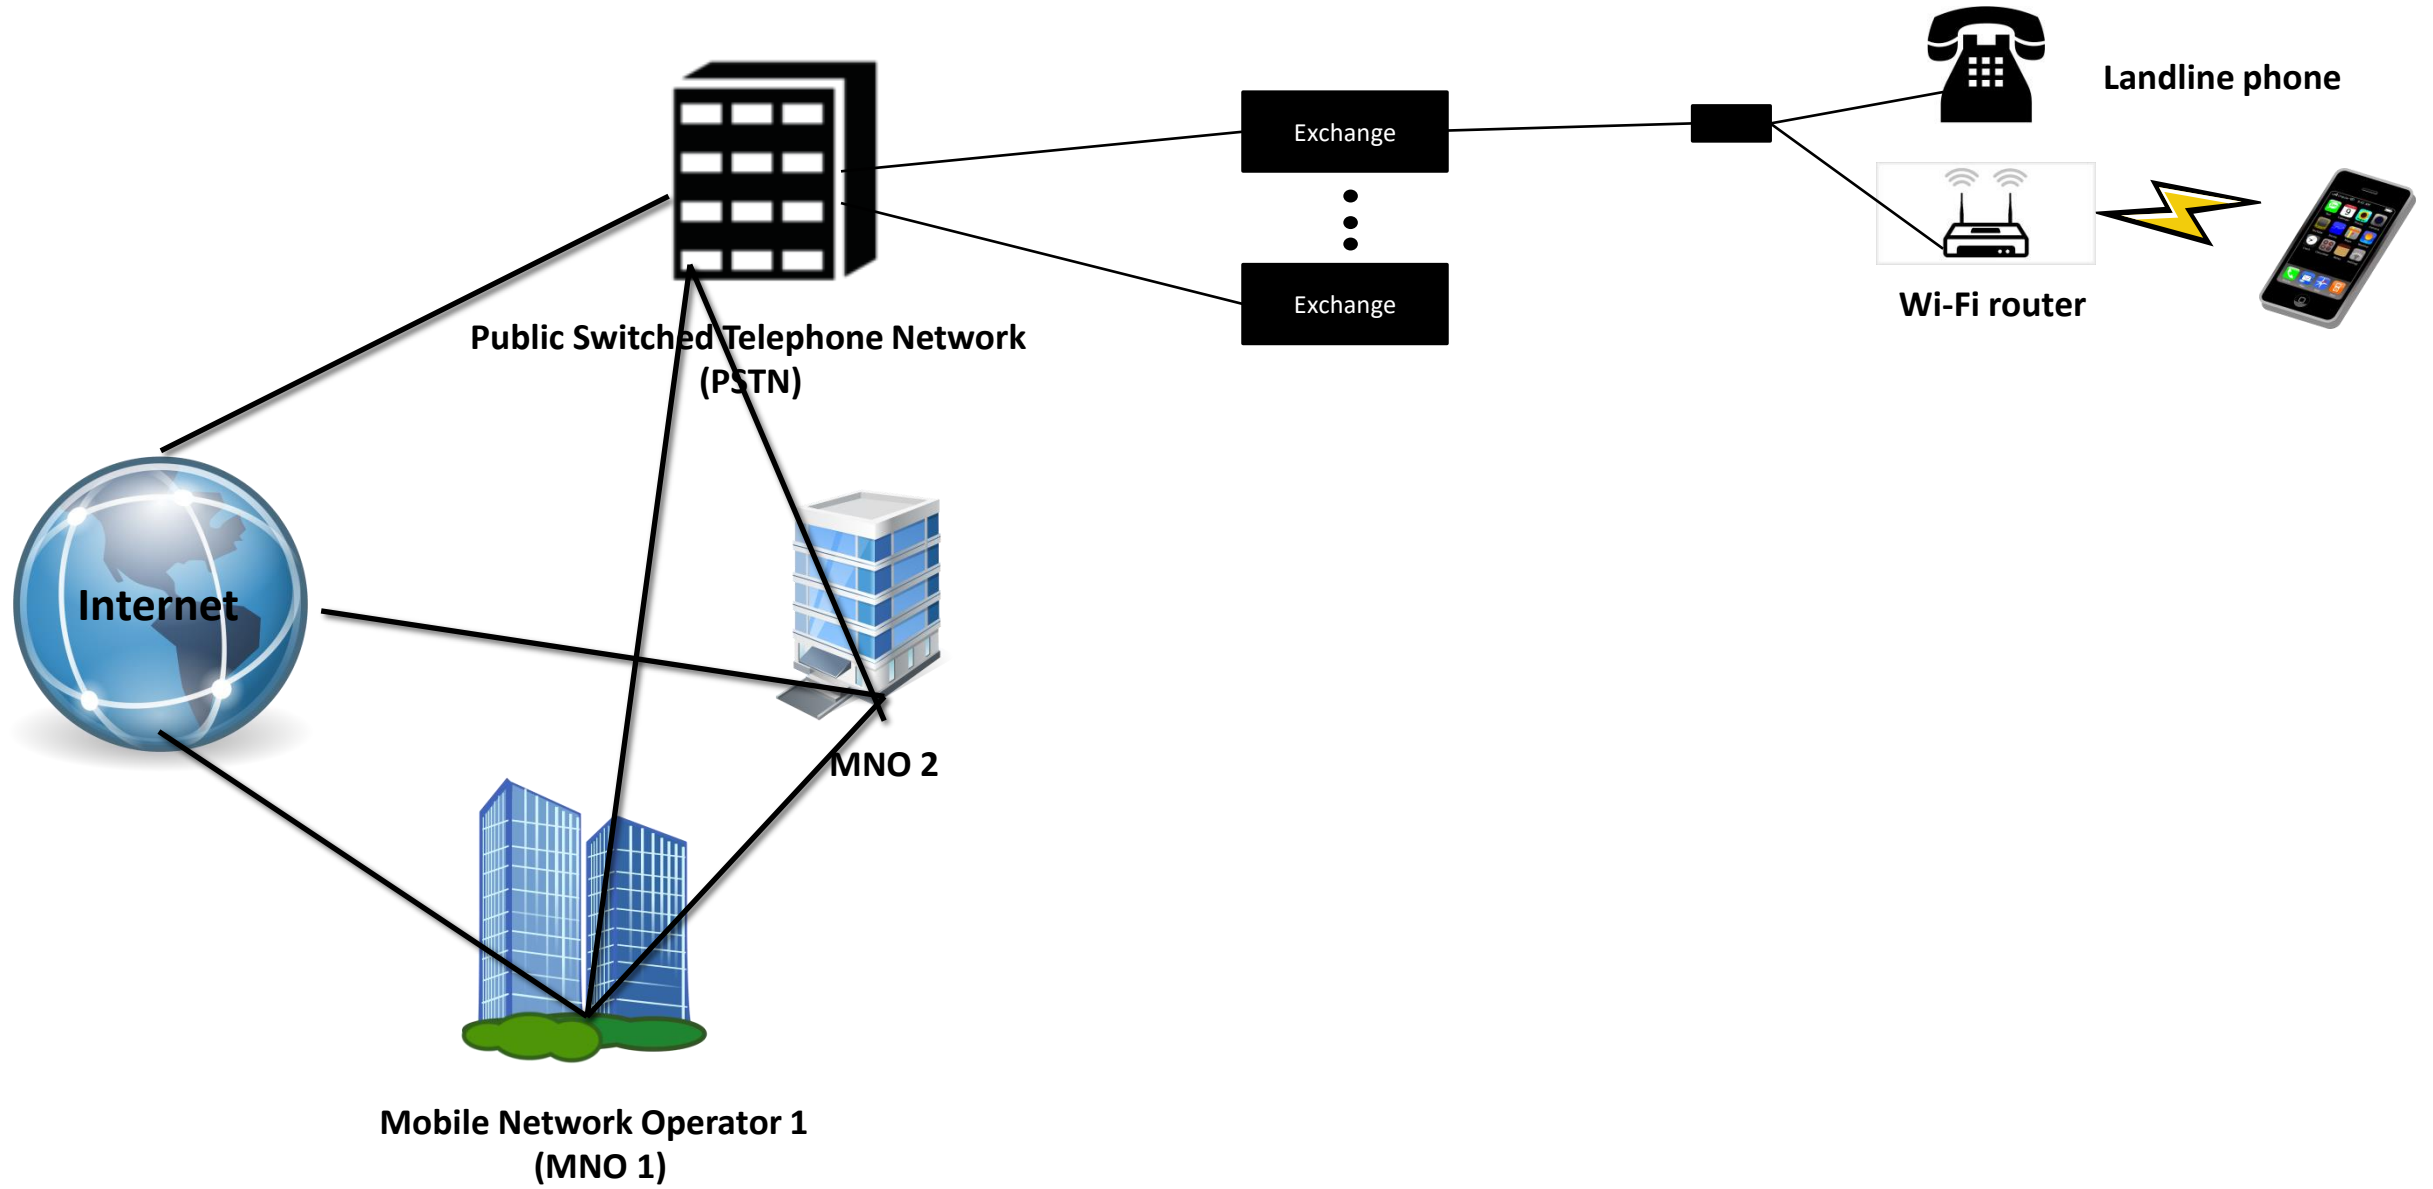 Landline phone
Exchange
Exchange
Wi-Fi router
Public Switched Telephone Network
(PSTN)
Internet
MNO 2
Mobile Network Operator 1
(MNO 1)